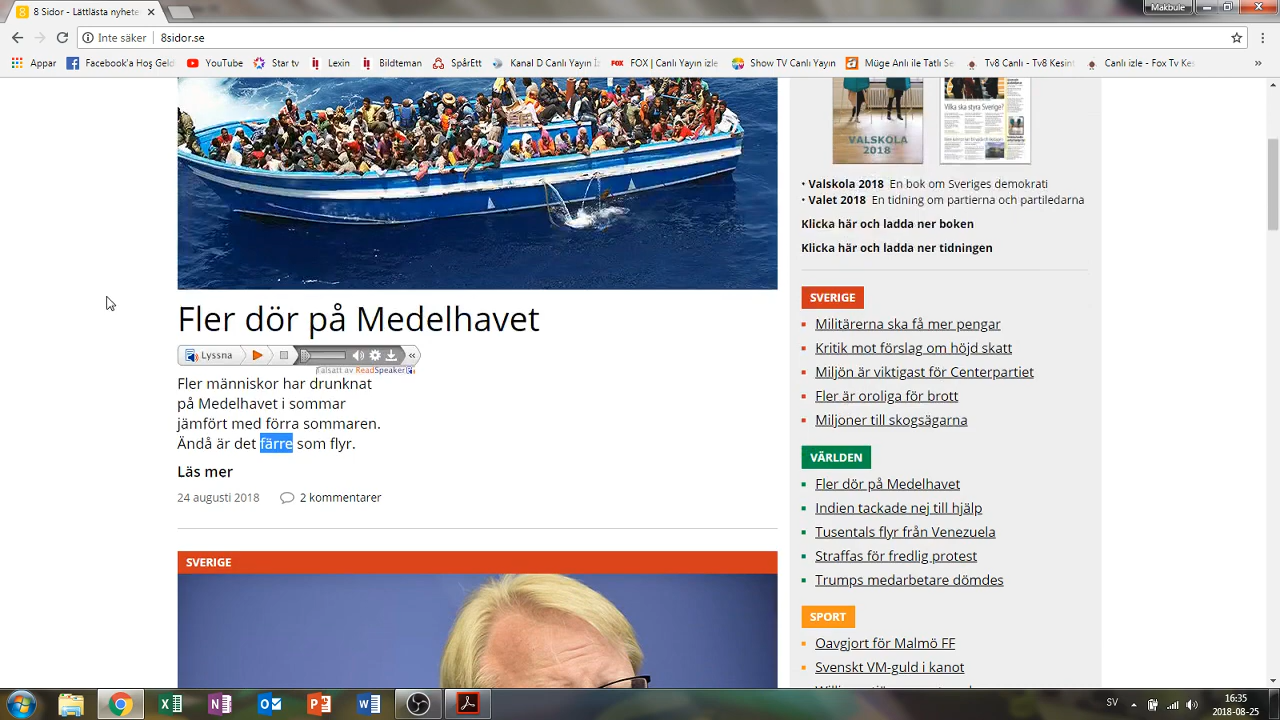 8 Sidor - Lättlästa nyhete
Makbule
Inte säker
8sidor.se
Appar
Facebook'a Hoş Geld
YouTube
Star tv
Lexin
Bildteman
SpårEtt
Kanal D Canlı Yayın İz
FOX | Canlı Yayın izle
Show TV Canlı Yayın
Müge Anlı ile Tatlı Se
Tv8 Canlı - Tv8 Kesint
Canlı izle - Fox Tv Kes
»
Vilka ska styra Sverige?
VALSKOLA
2018
• Valskola 2018 En bok om Sveriges demokrati
• Valet 2018 En tidning om partierna och partiledarna
Klicka här och ladda ner boken
Klicka här och ladda ner tidningen
Fler dör på Medelhavet
Lyssna
«
Talsatt av ReadSpeaker
Fler människor har drunknat
på Medelhavet i sommar
jämfört med förra sommaren.
Ändå är det färre som flyr.
Läs mer
24 augusti 2018
2 kommentarer
SVERIGE
SVERIGE
Militärerna ska få mer pengar
Kritik mot förslag om höjd skatt
Miljön är viktigast för Centerpartiet
Fler är oroliga för brott
Miljoner till skogsägarna
VÄRLDEN
Fler dör på Medelhavet
Indien tackade nej till hjälp
Tusentals flyr från Venezuela
Straffas för fredlig protest
Trumps medarbetare dömdes
SPORT
Oavgjort för Malmö FF
Svenskt VM-guld i kanot
SV
16:35
2018-08-25